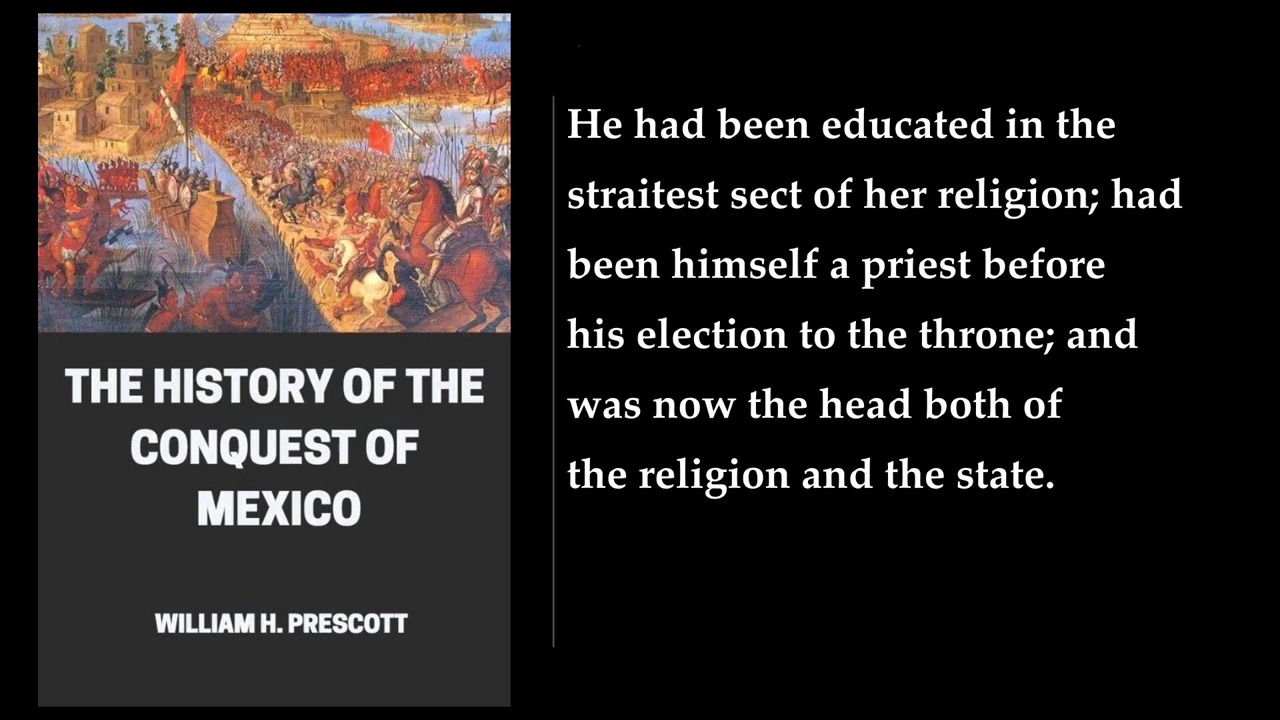 THE HISTORY OF THE
CONQUEST OF
MEXICO
WILLIAM H. PRESCOTT
He had been educated in the
straitest sect of her religion; had
been himself a priest before
his election to the throne; and
was now the head both of
the religion and the state.